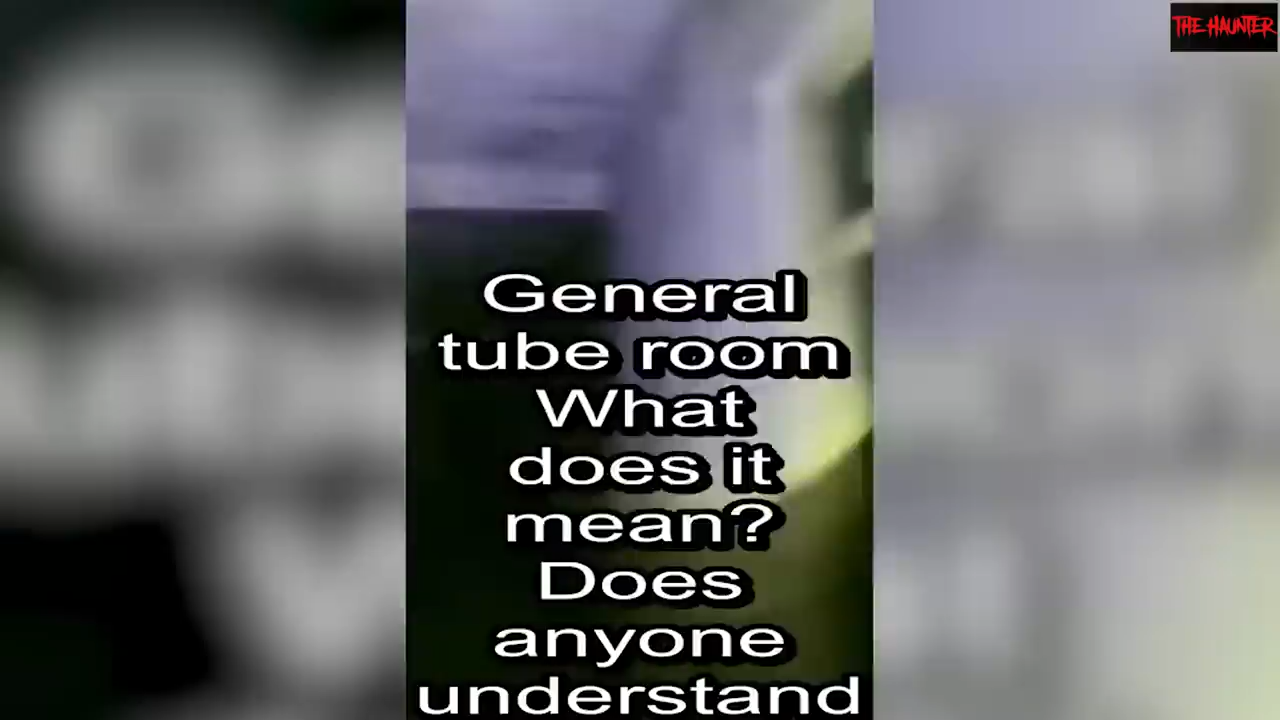 THE HAUNTER
General
tube room
What
does it
mean?
Does
anyone
understand